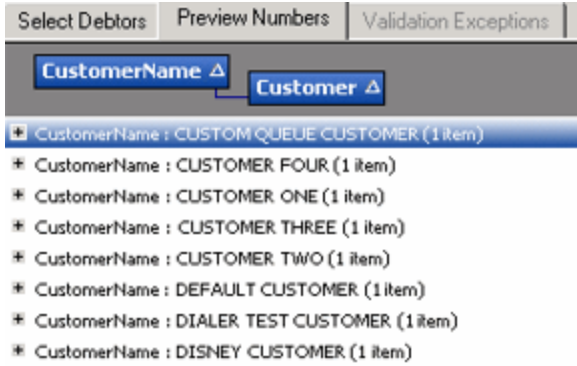 Select Debtors Preview Numbers Validation Exceptions
CustomerName
Customer
CustomerName : CUSTOM QUEUE CUSTOMER (1 item)
CustomerName : CUSTOMER FOUR (1 item)
CustomerName : CUSTOMER ONE (1 item)
CustomerName : CUSTOMER THREE (1 item)
CustomerName : CUSTOMER TWO (1 item)
CustomerName : DEFAULT CUSTOMER (1 item)
CustomerName : DIALER TEST CUSTOMER (1 item)
CustomerName : DISNEY CUSTOMER (1 item)